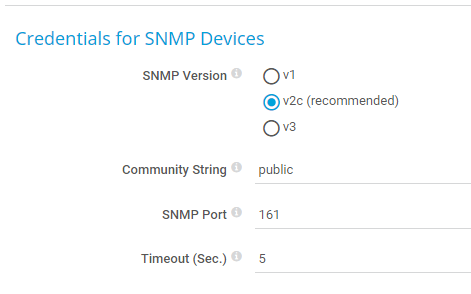 Credentials for SNMP Devices
SNMP Version
v1
v2c (recommended)
v3
Community String public
SNMP Port 161
Timeout (Sec.) 5